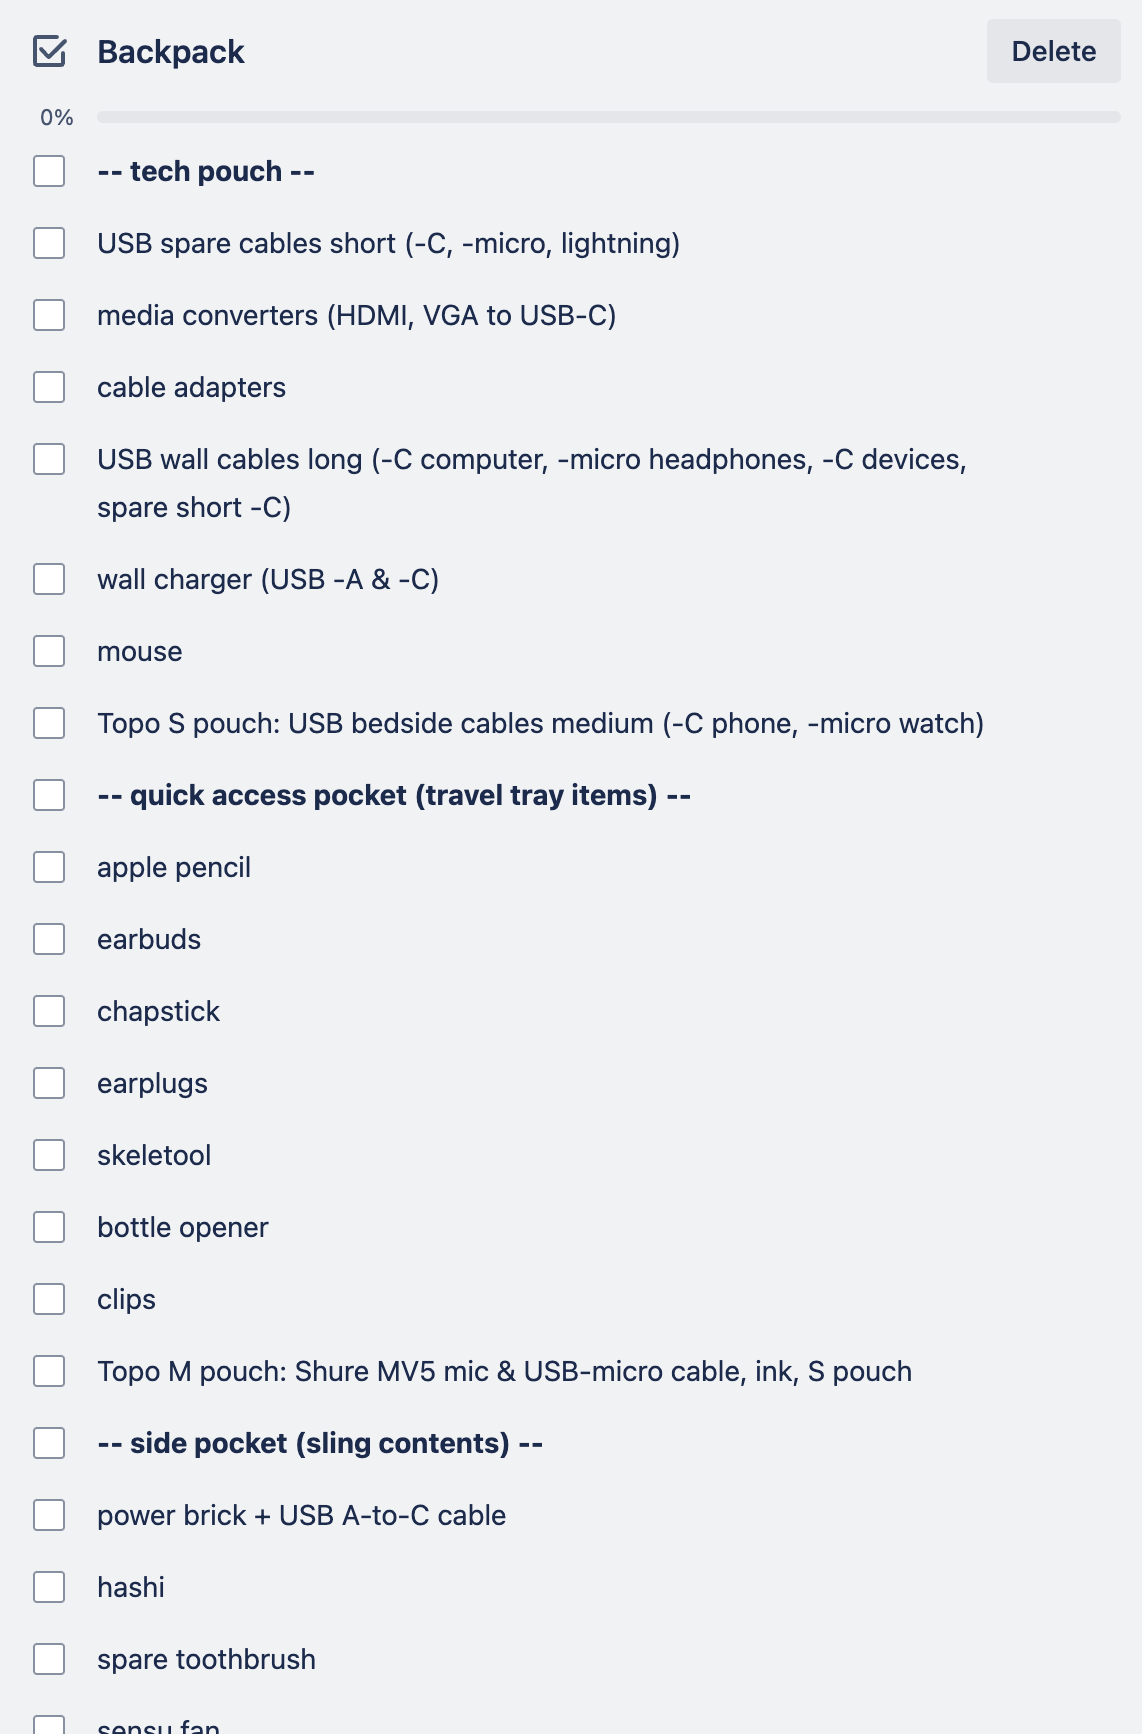 Backpack
Delete
0%
-- tech pouch --
USB spare cables short (-C, -micro, lightning)
media converters (HDMI, VGA to USB-C)
cable adapters
USB wall cables long (-C computer, -micro headphones, -C devices,
spare short -C)
wall charger (USB -A & -C)
mouse
Topo S pouch: USB bedside cables medium (-C phone, -micro watch)
-- quick access pocket (travel tray items) --
apple pencil
earbuds
chapstick
earplugs
skeletool
bottle opener
clips
Topo M pouch: Shure MV5 mic & USB-micro cable, ink, S pouch
-- side pocket (sling contents) --
power brick + USB A-to-C cable
hashi
spare toothbrush
sensu fan